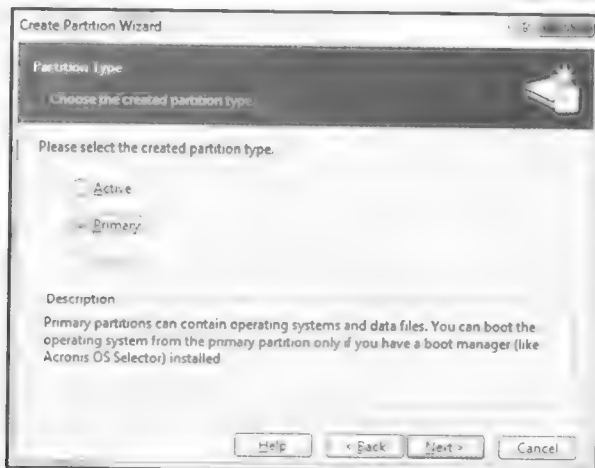 Create Partition Wizard
Partition Type
Choose the created partition type.
Please select the created partition type.
Active
Primary
Description
Primary partitions can contain operating systems and data files. You can boot the
operating system from the primary partition only if you have a boot manager (like
Acronis OS Selector) installed
Help
< Back
Next >
Cancel